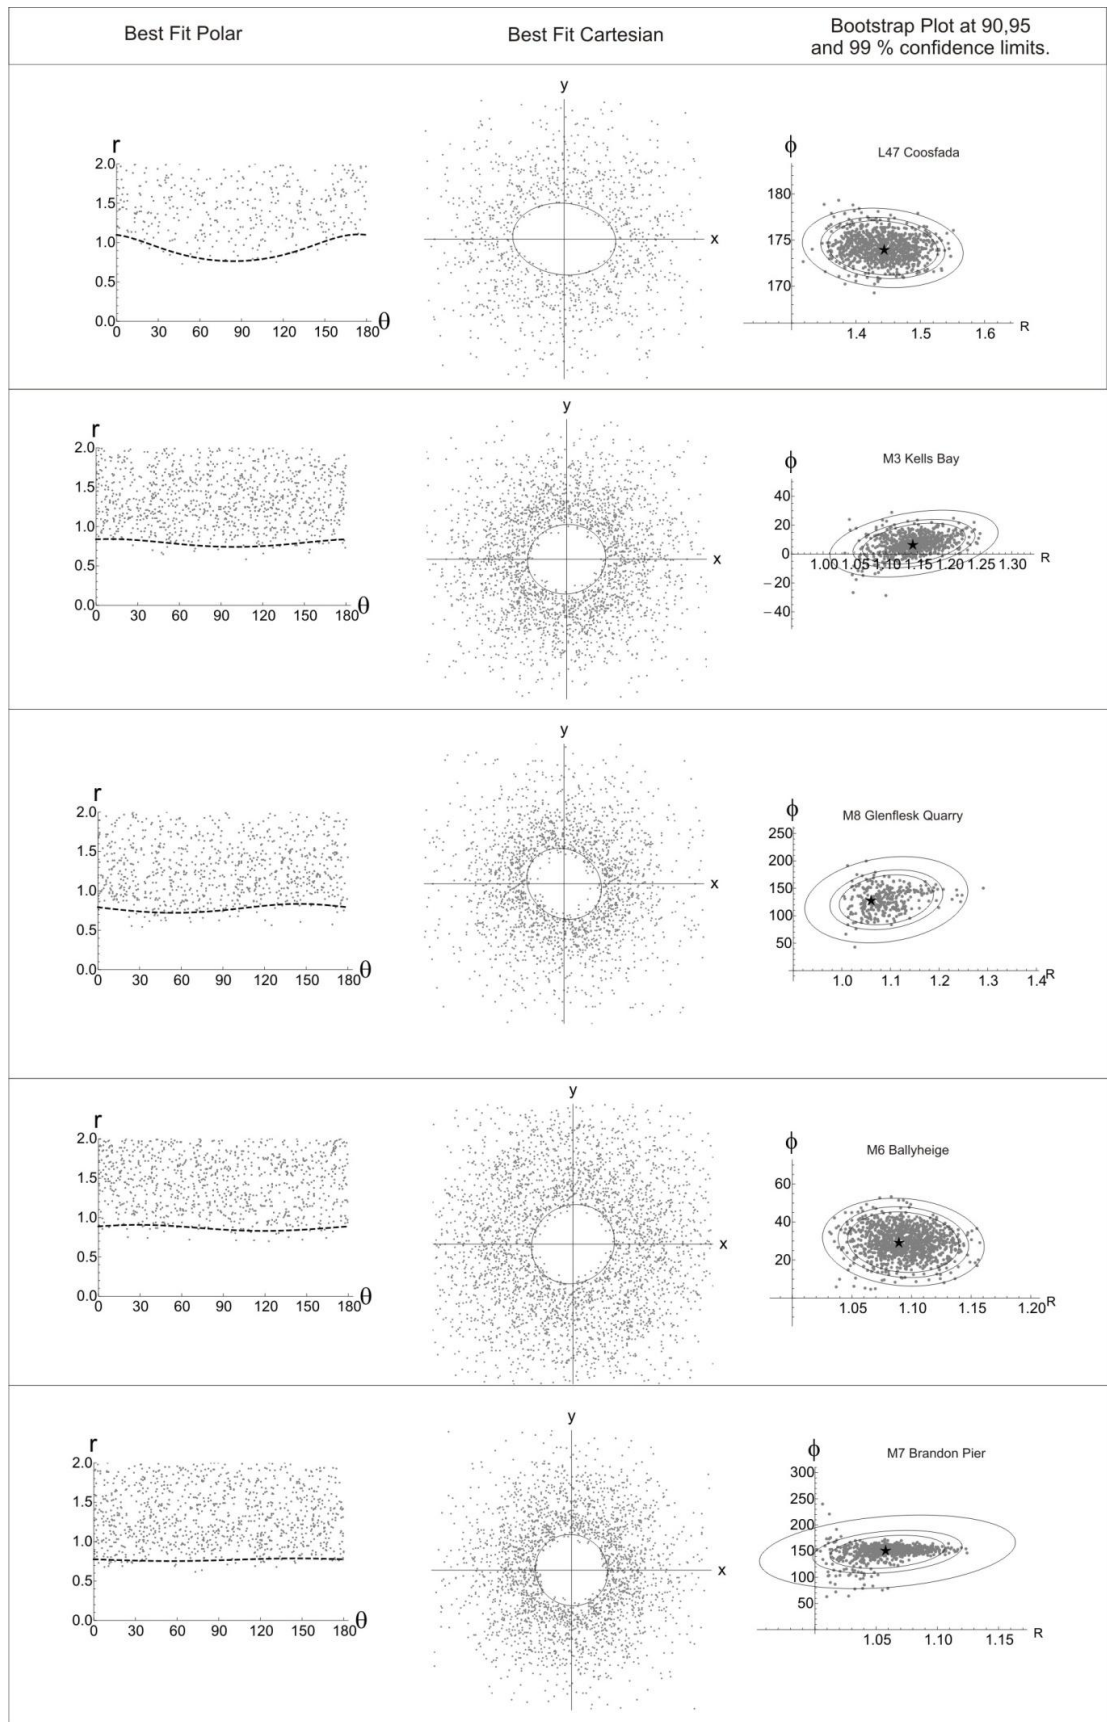 Best Fit Polar
Best Fit Cartesian
Bootstrap Plot at 90,95
and 99 % confidence limits.
r
2.0
1.5
1.0
0.5
0.0
0 30 60 90 120 150 180 θ
y
x
ϕ
L47 Coosfada
180
175
170
1.4 1.5 1.6 R
r
2.0
1.5
1.0
0.5
0.0
0 30 60 90 120 150 180 θ
y
x
ϕ
M3 Kells Bay
40
20
0
1.00 1.05 1.10 1.15 1.20 1.25 1.30 R
−20
−40
r
2.0
1.5
1.0
0.5
0.0
0 30 60 90 120 150 180 θ
y
x
ϕ
M8 Glenflesk Quarry
250
200
150
100
50
1.0 1.1 1.2 1.3 1.4 R
r
2.0
1.5
1.0
0.5
0.0
0 30 60 90 120 150 180 θ
y
x
ϕ
M6 Ballyheige
60
40
20
1.05 1.10 1.15 1.20 R
r
2.0
1.5
1.0
0.5
0.0
0 30 60 90 120 150 180 θ
y
x
ϕ
M7 Brandon Pier
300
250
200
150
100
50
1.05 1.10 1.15 R